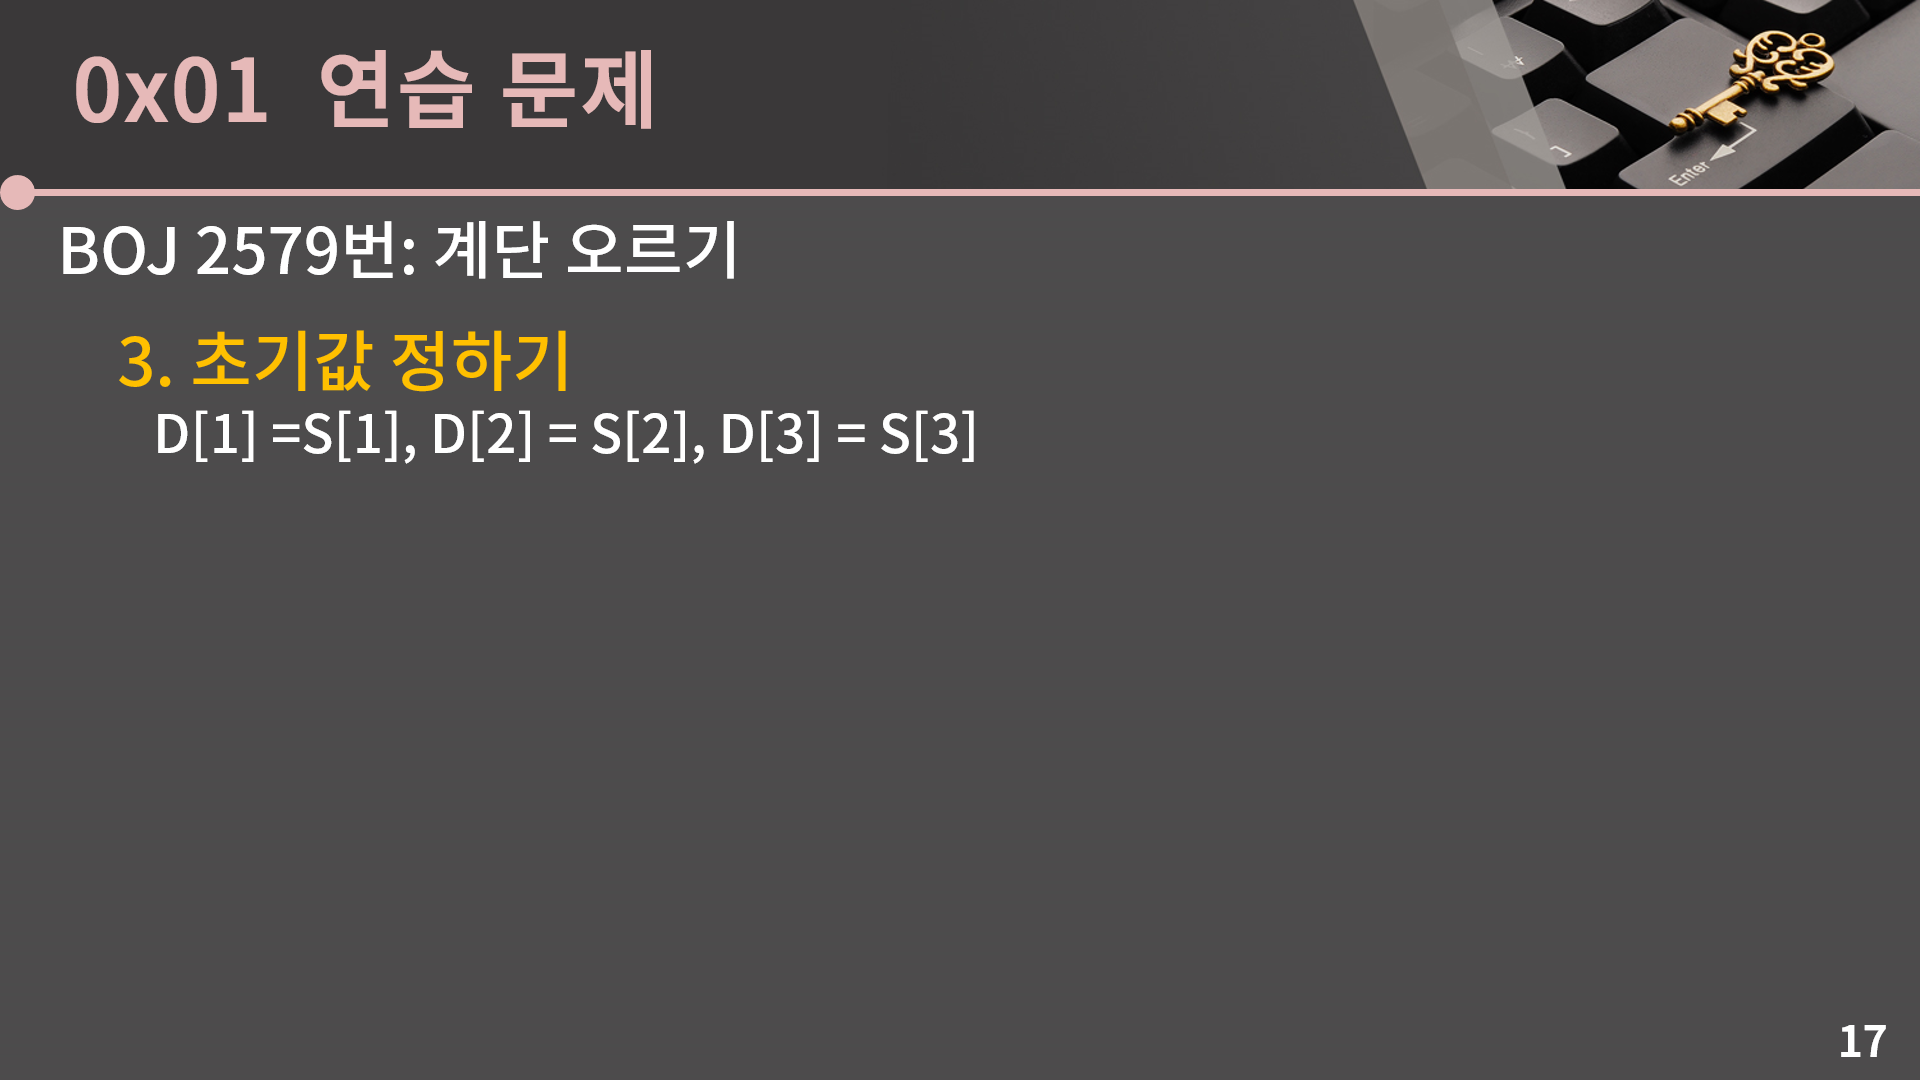 0x01 연습 문제
Enter
BOJ 2579번: 계단 오르기
3. 초기값 정하기
D[1] =S[1], D[2] = S[2], D[3] = S[3]
17